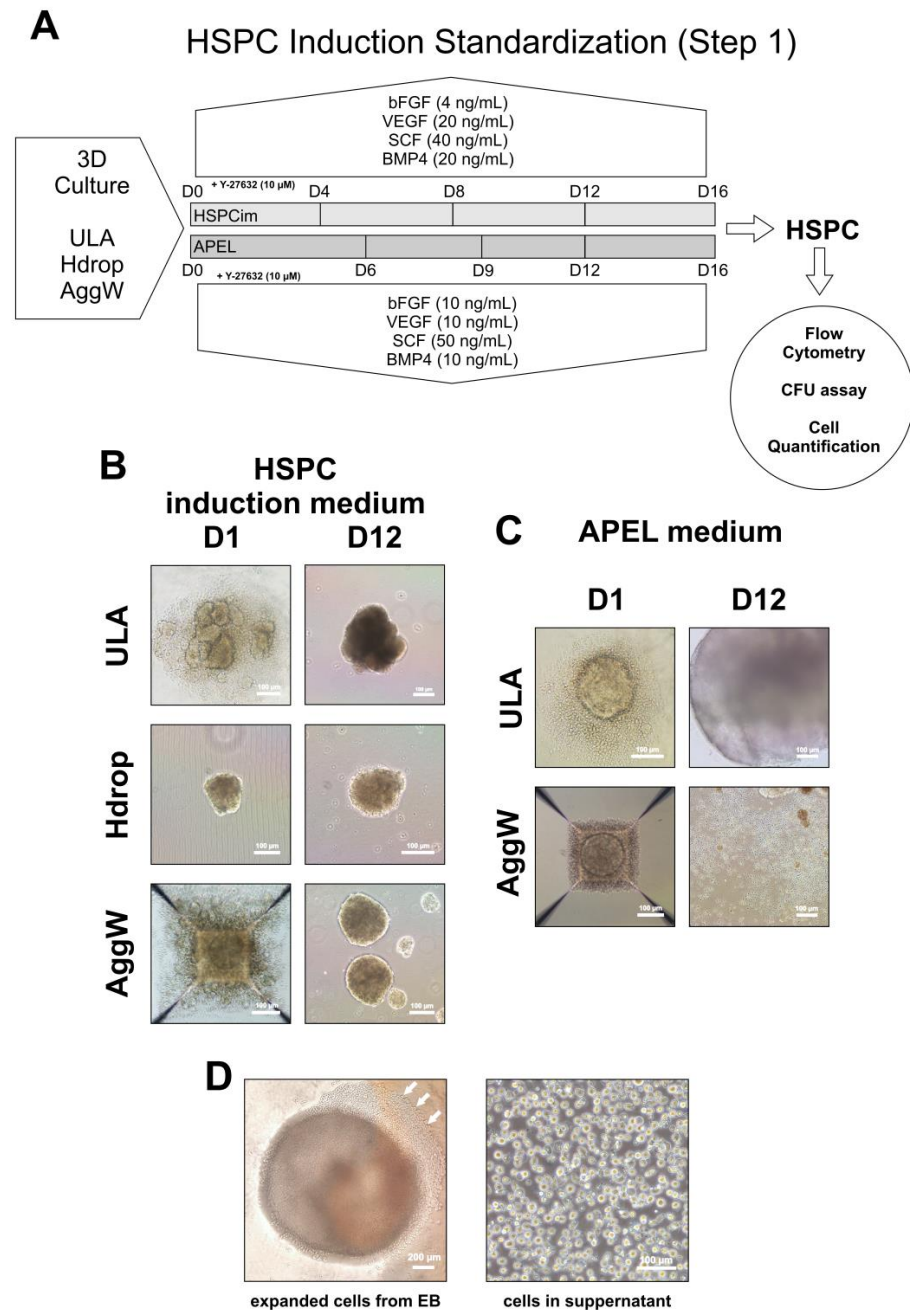 A
HSPC Induction Standardization (Step 1)
3D
Culture
ULA
Hdrop
AggW
bFGF (4 ng/mL)
VEGF (20 ng/mL)
SCF (40 ng/mL)
BMP4 (20 ng/mL)
D0 + Y-27632 (10 µM) D4 D8 D12 D16
HSPCim
APEL
D0 + Y-27632 (10 µM) D6 D9 D12 D16
bFGF (10 ng/mL)
VEGF (10 ng/mL)
SCF (50 ng/mL)
BMP4 (10 ng/mL)
HSPC
Flow
Cytometry
CFU assay
Cell
Quantification
B
HSPC
induction medium
D1 D12
ULA
100 µm
100 µm
Hdrop
100 µm
100 µm
AggW
100 µm
100 µm
C
APEL medium
D1 D12
ULA
100 µm
100 µm
AggW
100 µm
100 µm
D
200 µm
100 µm
expanded cells from EB
cells in suppernatant